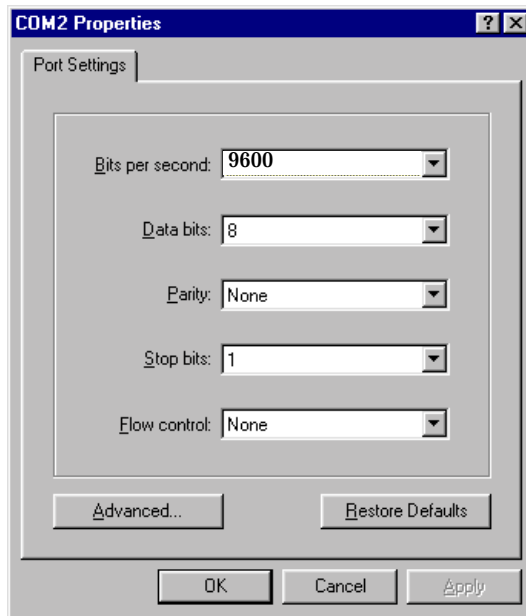 COM2 Properties ? X
Port Settings
Bits per second: 9600
Data bits: 8
Parity: None
Stop bits: 1
Flow control: None
Advanced... Restore Defaults
OK Cancel Apply